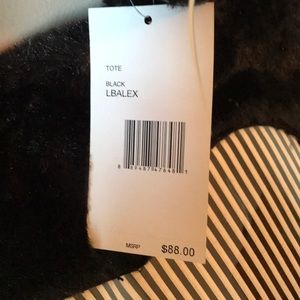 TOTE
BLACK
LBALEX
MSRP $88.00